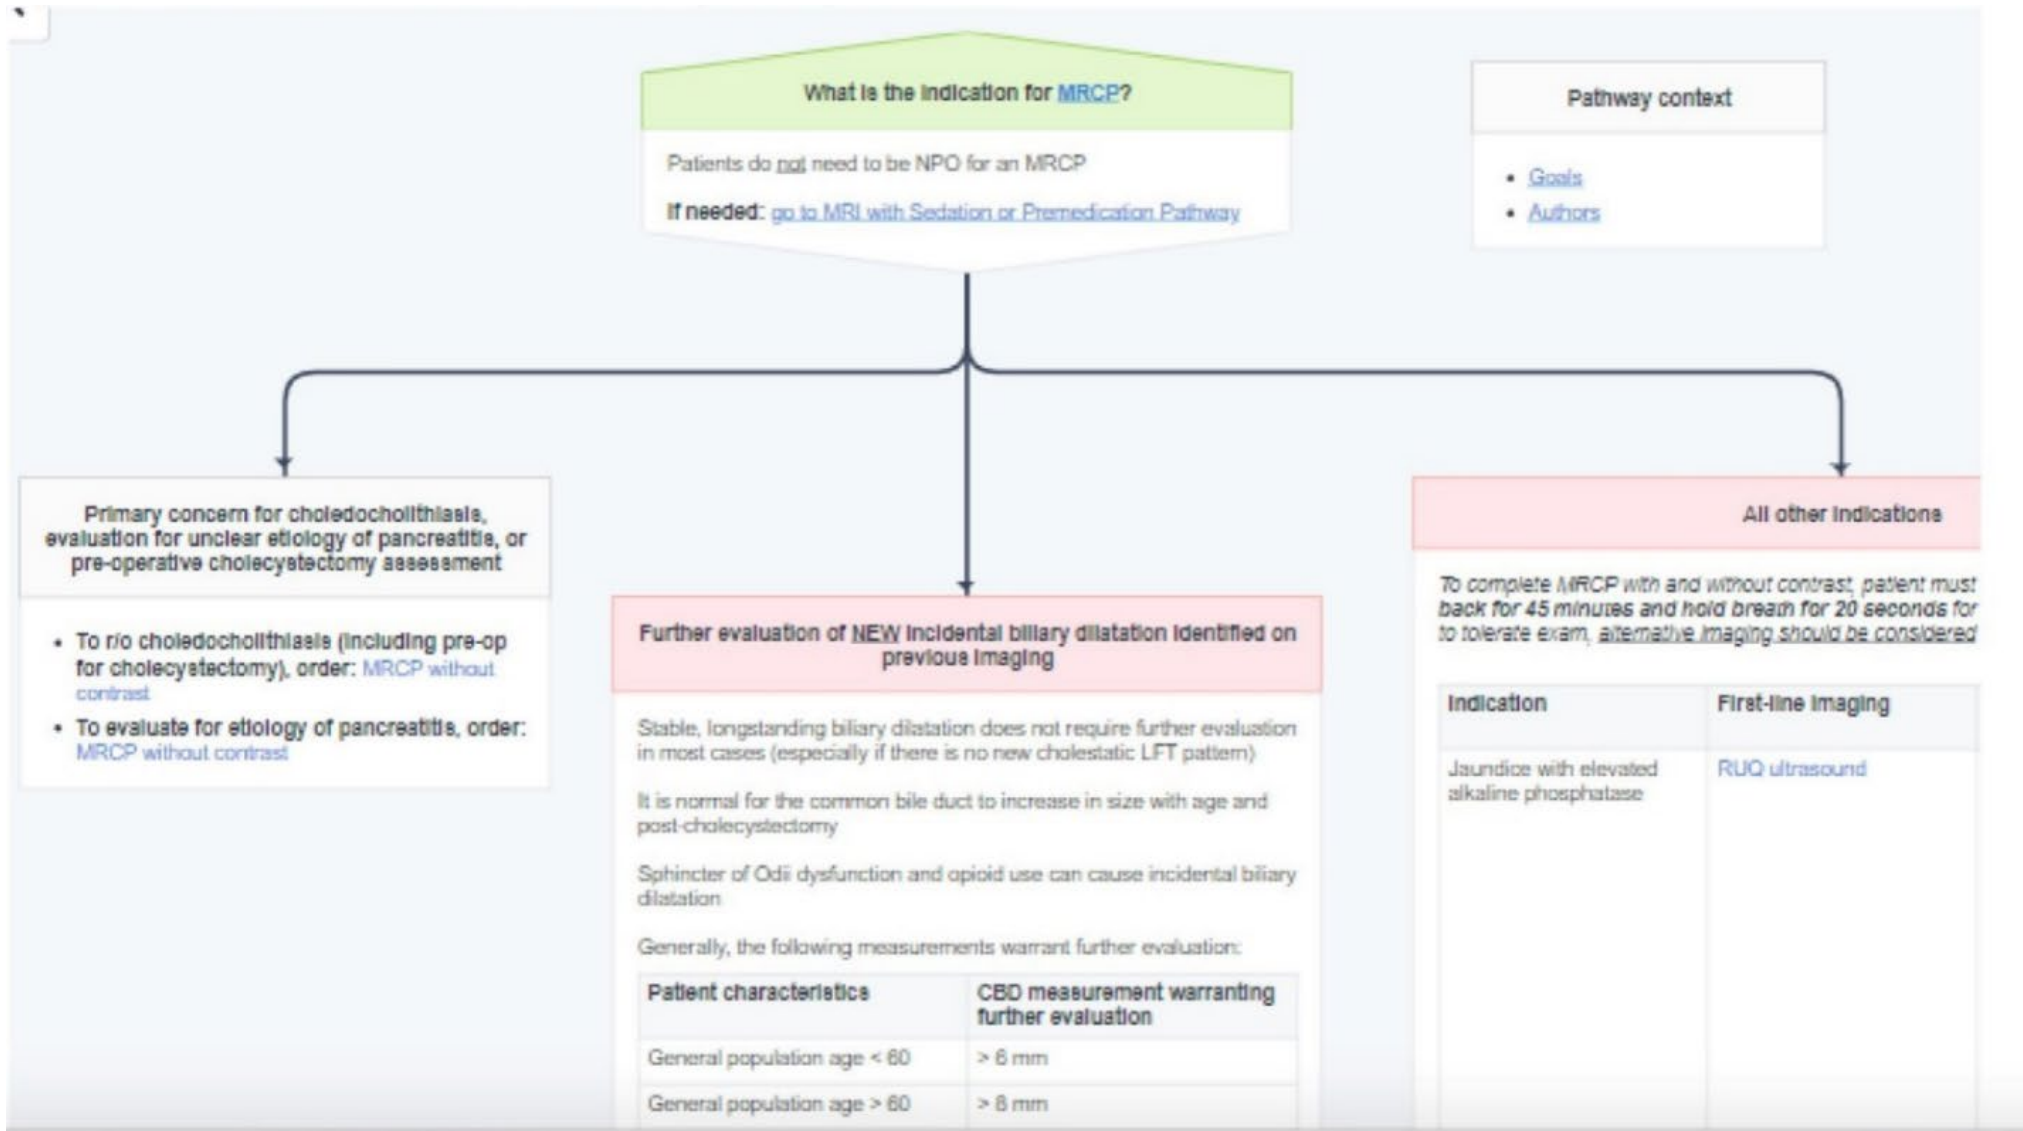 What is the indication for MRCP?
Patients do not need to be NPO for an MRCP
If needed: go to MRI with Sedation or Premedication Pathway
Pathway context
• Goals
• Authors
Primary concern for choledocholithiasis,
evaluation for unclear etiology of pancreatitis, or
pre-operative cholecystectomy assessment
• To r/o choledocholithiasis (including pre-op
for cholecystectomy), order: MRCP without
contrast
• To evaluate for etiology of pancreatitis, order:
MRCP without contrast
Further evaluation of NEW incidental biliary dilatation identified on
previous imaging
Stable, longstanding biliary dilatation does not require further evaluation
in most cases (especially if there is no new cholestatic LFT pattern)
It is normal for the common bile duct to increase in size with age and
post-cholecystectomy
Sphincter of Odii dysfunction and opioid use can cause incidental biliary
dilatation
Generally, the following measurements warrant further evaluation:
Patient characteristics
CBD measurement warranting
further evaluation
General population age < 60
> 6 mm
General population age > 60
> 8 mm
All other indications
To complete MRCP with and without contrast, patient must
back for 45 minutes and hold breath for 20 seconds for
to tolerate exam, alternative imaging should be considered
Indication
First-line imaging
Jaundice with elevated
alkaline phosphatase
RUQ ultrasound